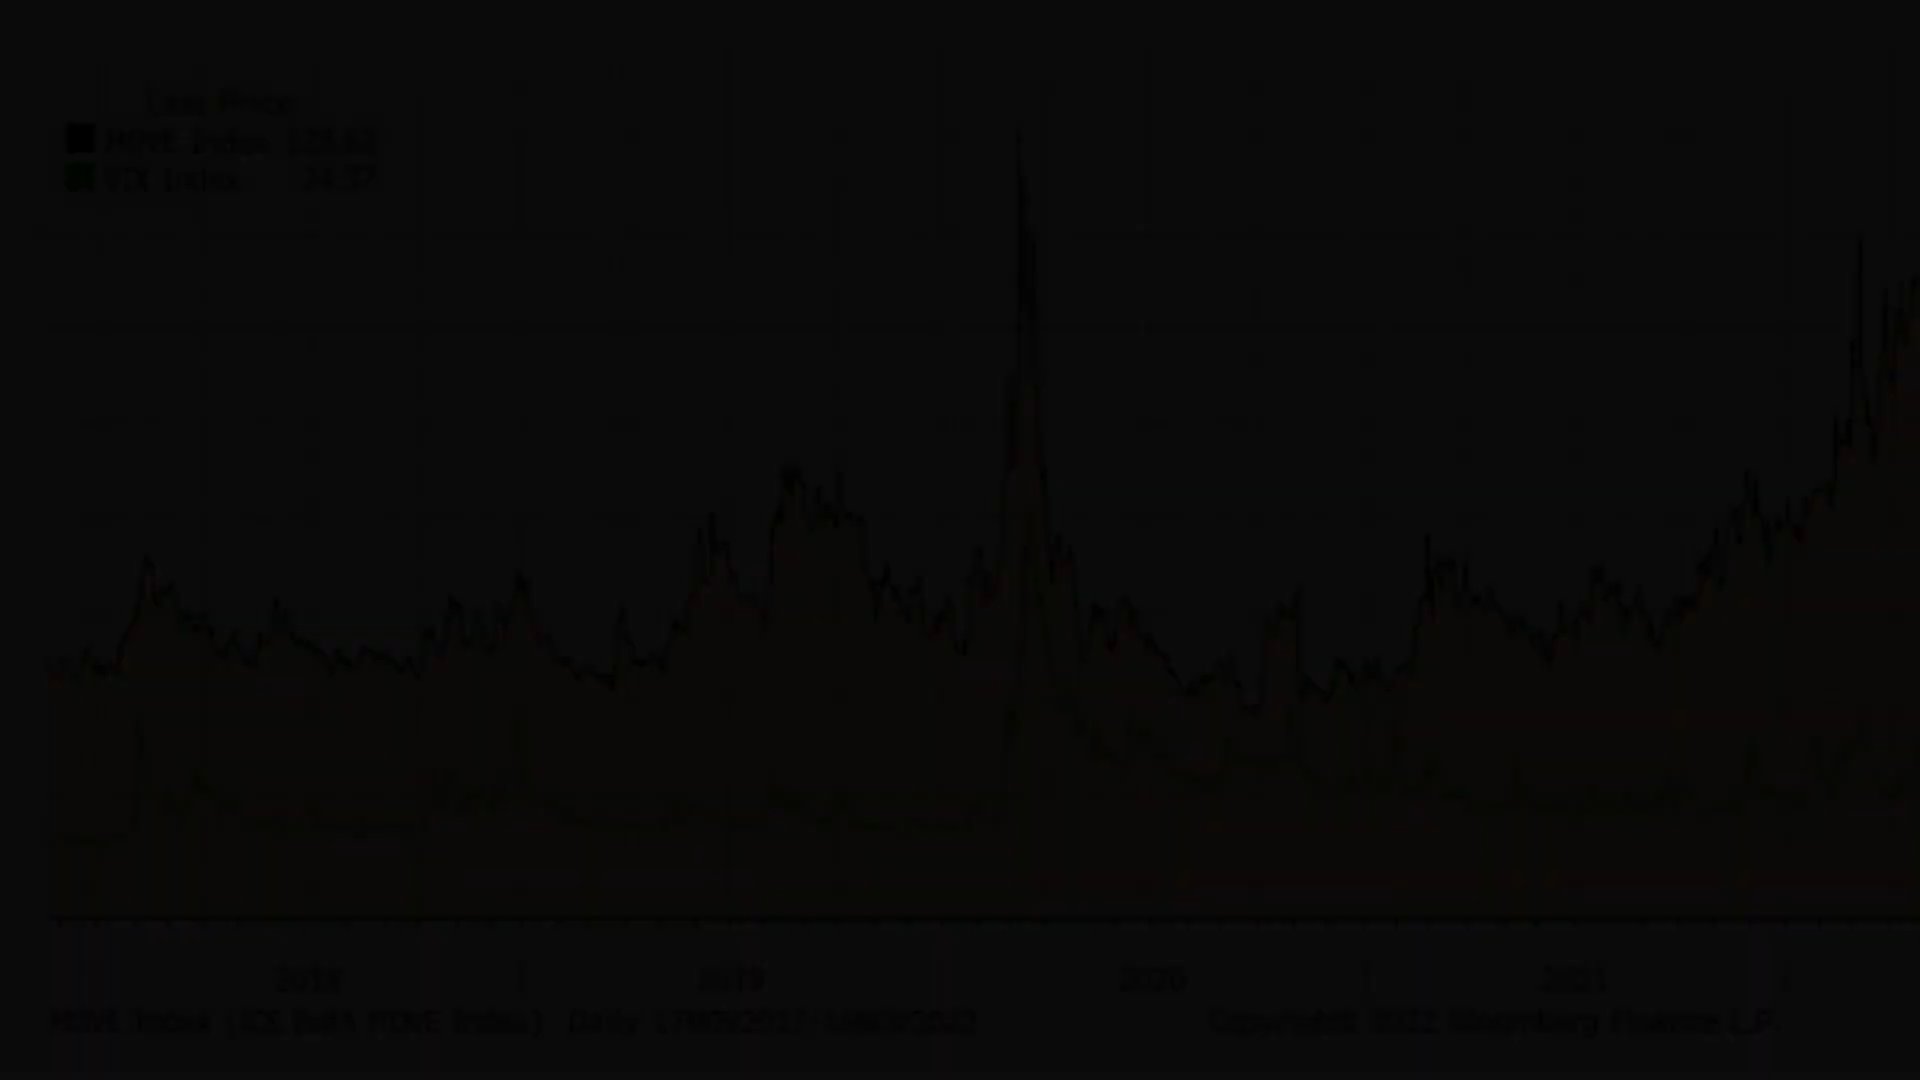 Last Price
MOVE Index
VIX Index
2018
2019
2020
2021
MOVE Index (ICE BofA MOVE Index) Daily
Copyright 2022 Bloomberg Finance L.P.